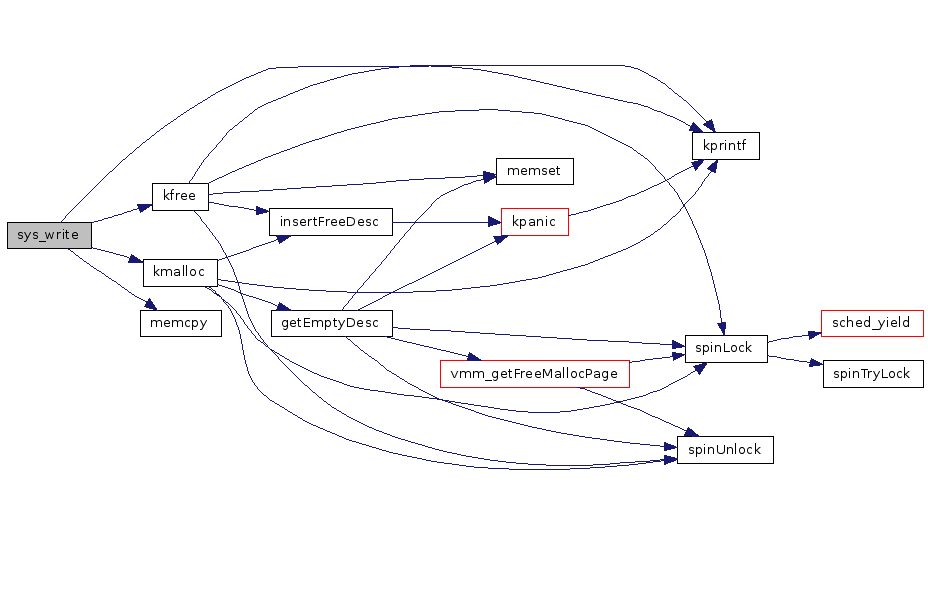 kprintf
memset
kfree
insertFreeDesc
kpanic
sys_write
kmalloc
memcpy
getEmptyDesc
sched_yield
spinLock
vmm_getFreeMallocPage
spinTryLock
spinUnlock